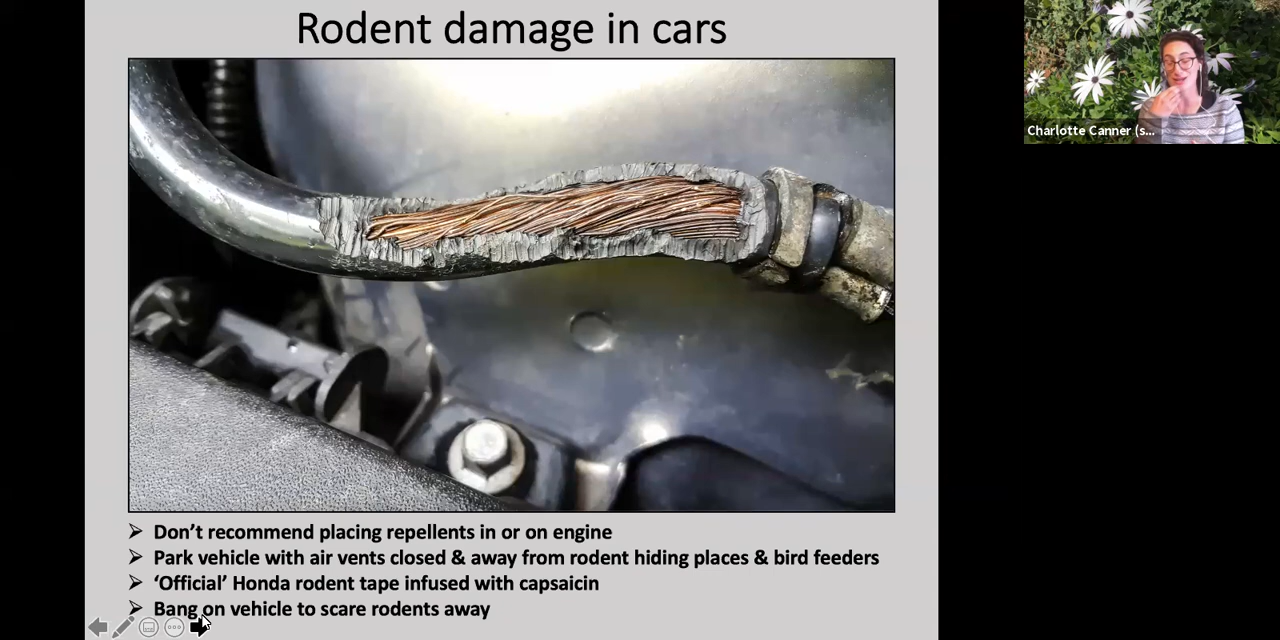 Rodent damage in cars
Charlotte Canner (s...
Don’t recommend placing repellents in or on engine
Park vehicle with air vents closed & away from rodent hiding places & bird feeders
‘Official’ Honda rodent tape infused with capsaicin
Bang on vehicle to scare rodents away